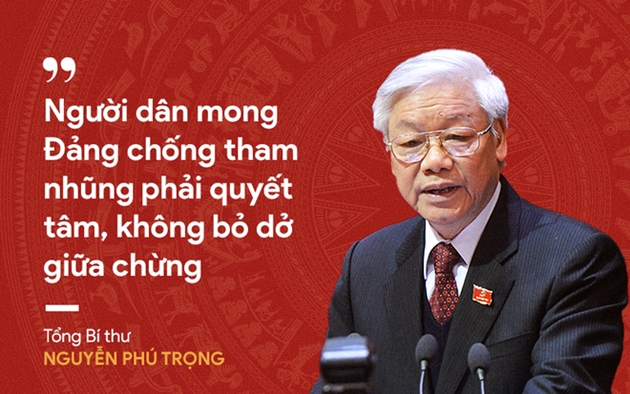 ”
Người dân mong
Đảng chống tham
nhũng phải quyết
tâm, không bỏ dở
giữa chừng
Tổng Bí thư
NGUYỄN PHÚ TRỌNG